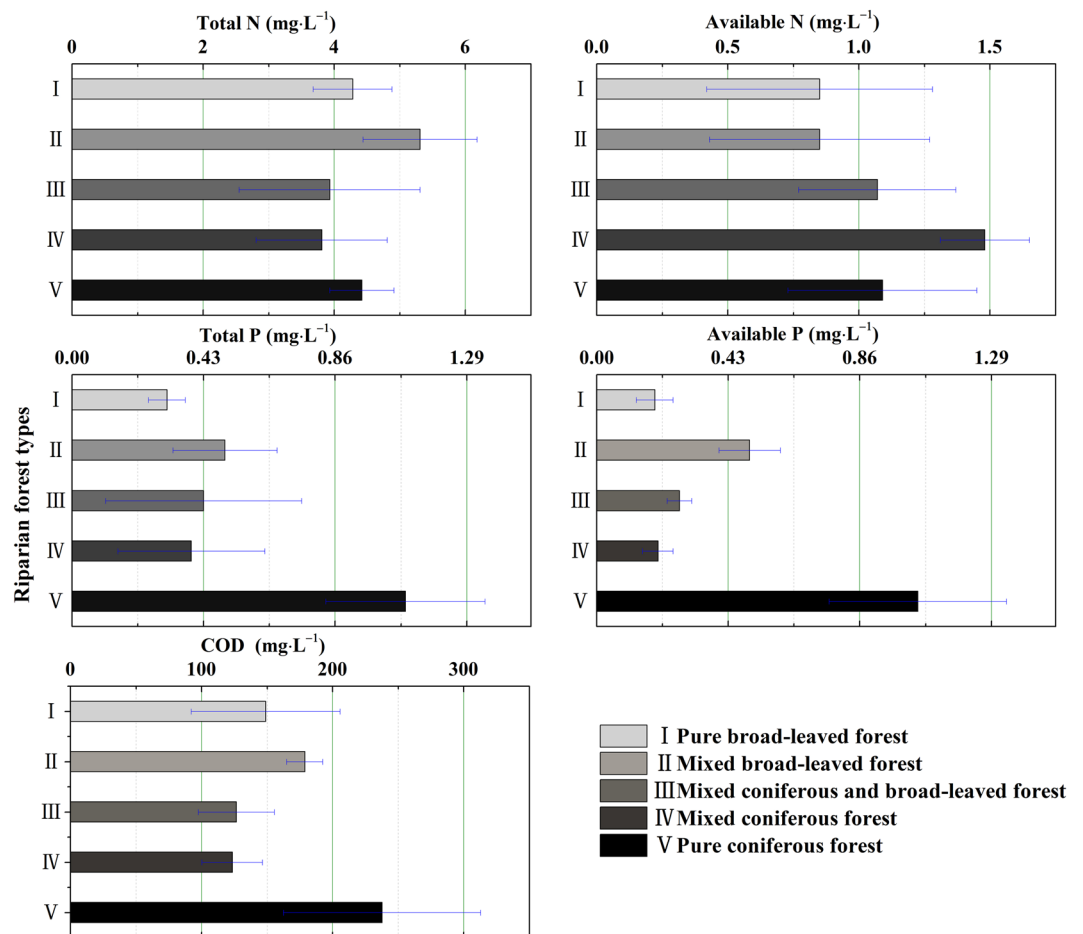 Total N (mg·L⁻¹)
0 2 4 6
Ⅰ
Ⅱ
Ⅲ
Ⅳ
Ⅴ
Available N (mg·L⁻¹)
0.0 0.5 1.0 1.5
Ⅰ
Ⅱ
Ⅲ
Ⅳ
Ⅴ
Riparian forest types
Total P (mg·L⁻¹)
0.00 0.43 0.86 1.29
Ⅰ
Ⅱ
Ⅲ
Ⅳ
Ⅴ
Available P (mg·L⁻¹)
0.00 0.43 0.86 1.29
Ⅰ
Ⅱ
Ⅲ
Ⅳ
Ⅴ
COD (mg·L⁻¹)
0 100 200 300
Ⅰ
Ⅱ
Ⅲ
Ⅳ
Ⅴ
Ⅰ Pure broad-leaved forest
Ⅱ Mixed broad-leaved forest
Ⅲ Mixed coniferous and broad-leaved forest
Ⅳ Mixed coniferous forest
Ⅴ Pure coniferous forest